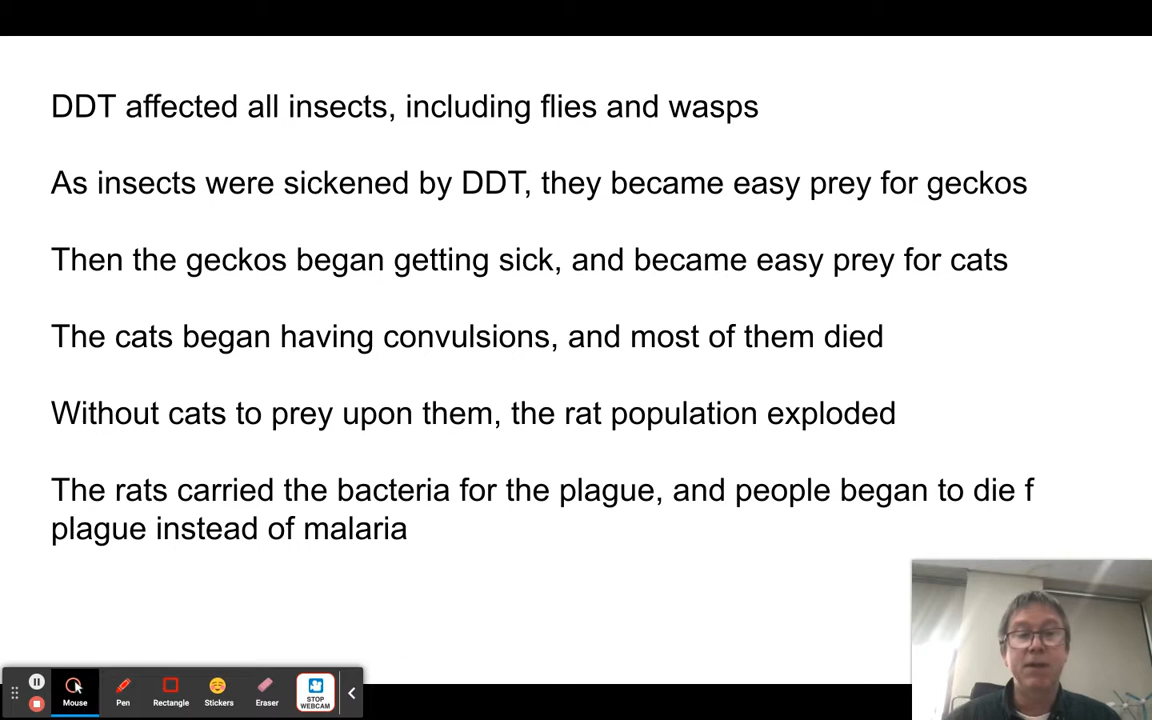 DDT affected all insects, including flies and wasps
As insects were sickened by DDT, they became easy prey for geckos
Then the geckos began getting sick, and became easy prey for cats
The cats began having convulsions, and most of them died
Without cats to prey upon them, the rat population exploded
The rats carried the bacteria for the plague, and people began to die f
plague instead of malaria
Mouse Pen Rectangle Stickers Eraser STOP WEBCAM